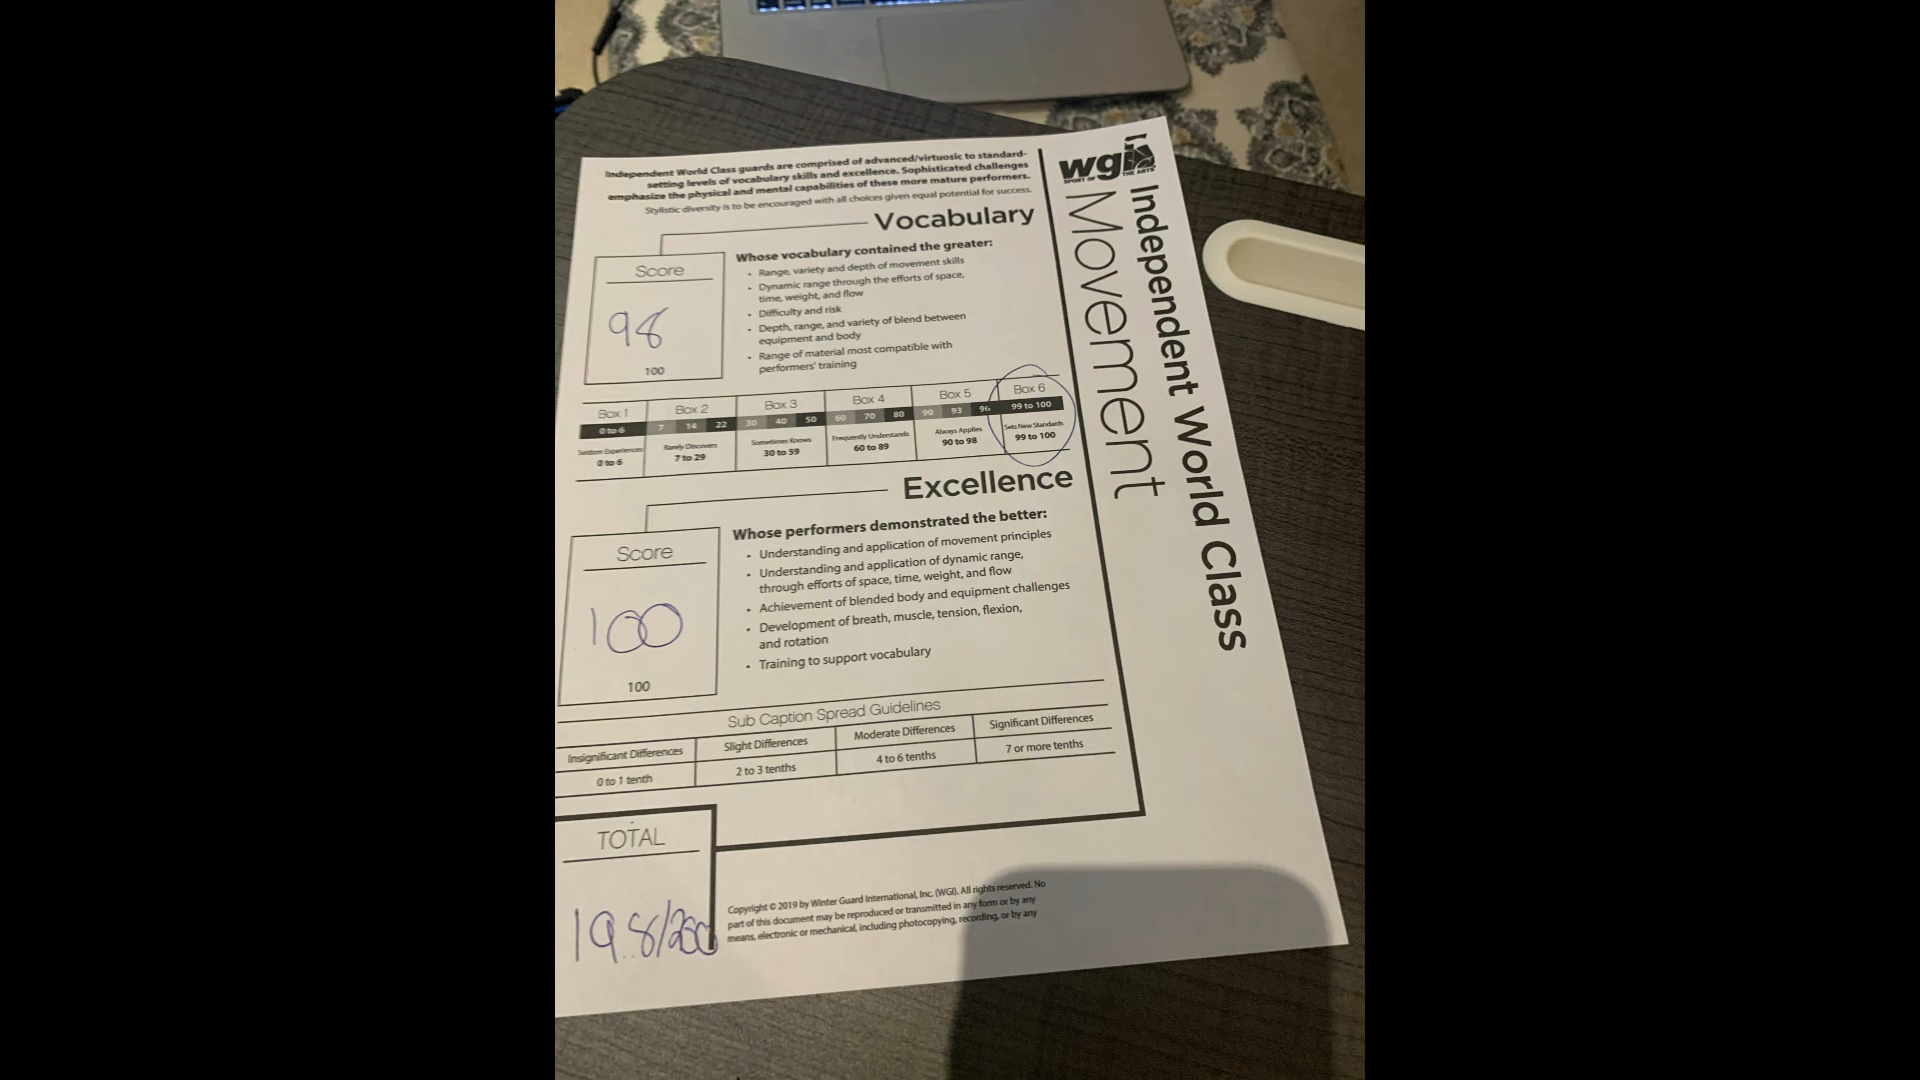 Independent World Class guards are comprised of advanced/virtuosic to standard-
setting levels of vocabulary skills and excellence. Sophisticated challenges
emphasize the physical and mental capabilities of these more mature performers.
Stylistic diversity is to be encouraged with all choices given equal potential for success.
wgi
SPORT OF THE ARTS
Independent World Class
Movement
Vocabulary
Score
98
100
Whose vocabulary contained the greater:
• Range, variety and depth of movement skills
• Dynamic range through the efforts of space,
time, weight, and flow
• Difficulty and risk
• Depth, range, and variety of blend between
equipment and body
• Range of material most compatible with
performers' training
Box 1 Box 2 Box 3 Box 4 Box 5 Box 6
0 to 6 7 14 22 30 40 50 60 70 80 90 93 96 99 to 100
Seldom Experiences Rarely Discovers Sometimes Knows Frequently Understands Always Applies Sets New Standards
0 to 6 7 to 29 30 to 59 60 to 89 90 to 98 99 to 100
Excellence
Score
100
100
Whose performers demonstrated the better:
• Understanding and application of movement principles
• Understanding and application of dynamic range,
through efforts of space, time, weight, and flow
• Achievement of blended body and equipment challenges
• Development of breath, muscle, tension, flexion,
and rotation
• Training to support vocabulary
Sub Caption Spread Guidelines
Insignificant Differences Slight Differences Moderate Differences Significant Differences
0 to 1 tenth 2 to 3 tenths 4 to 6 tenths 7 or more tenths
TOTAL
19.8/200
Copyright © 2019 by Winter Guard International, Inc. (WGI). All rights reserved. No
part of this document may be reproduced or transmitted in any form or by any
means, electronic or mechanical, including photocopying, recording, or by any